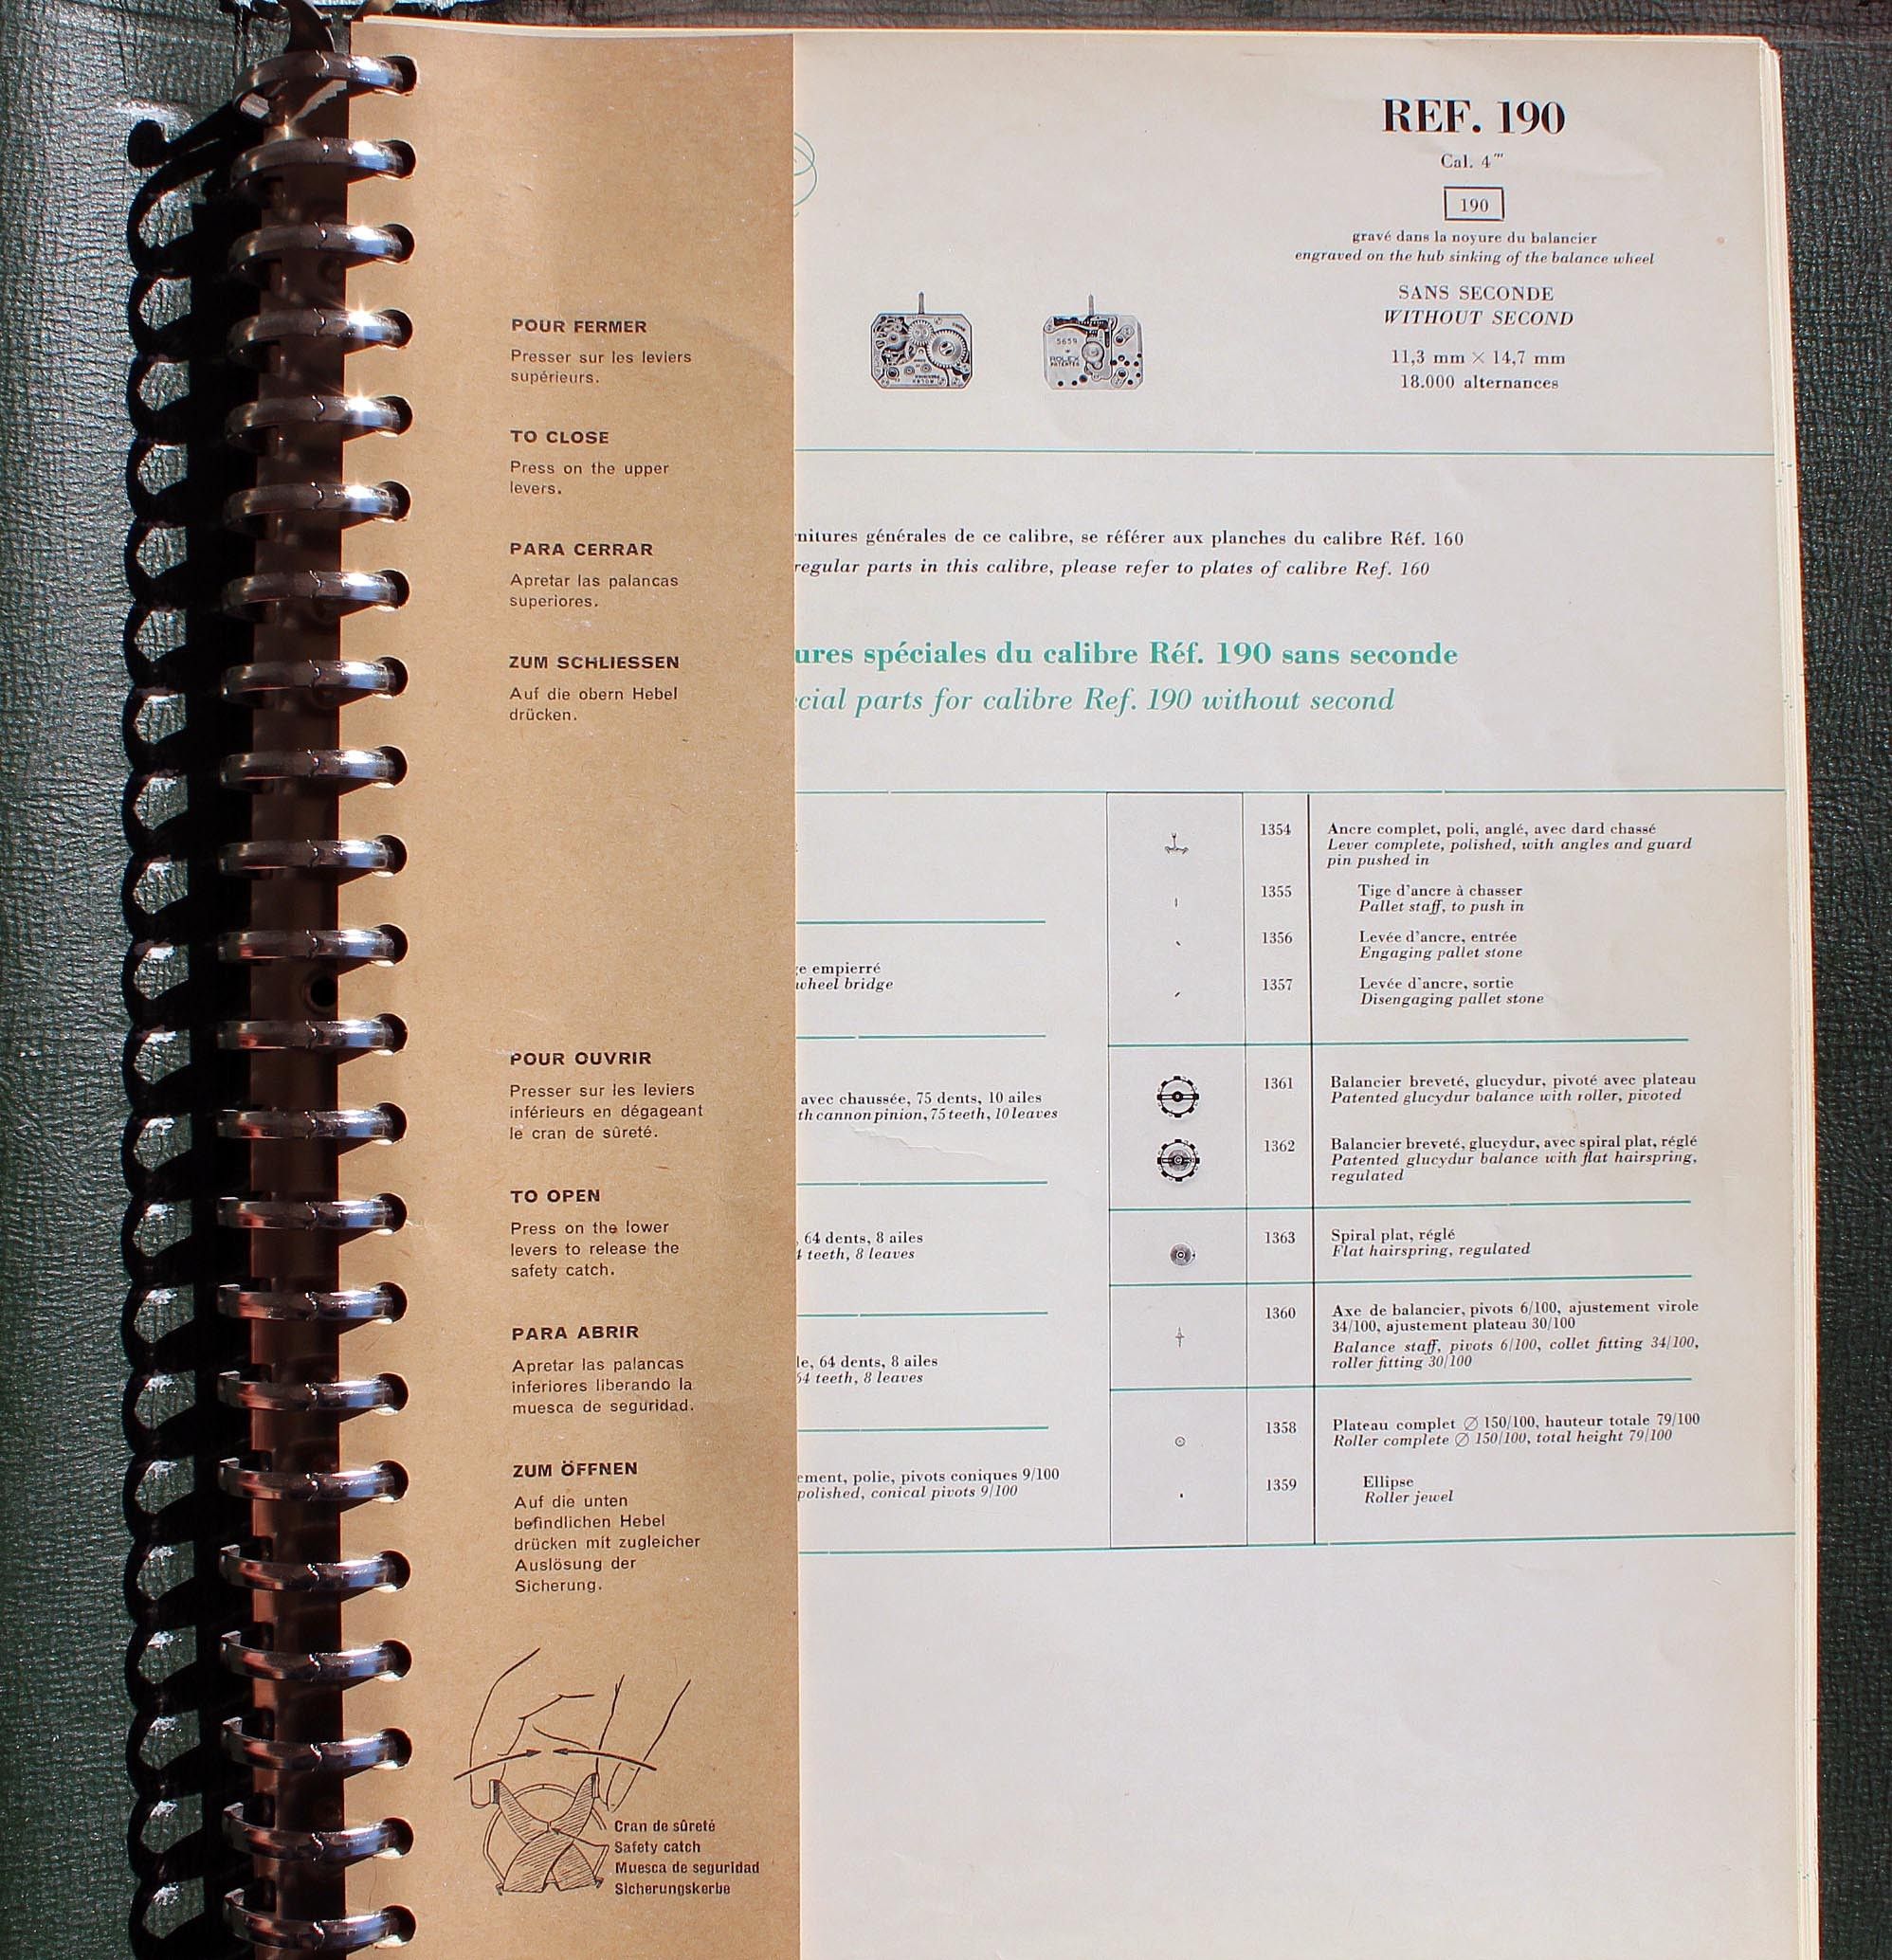 POUR FERMER
Presser sur les leviers
supérieurs.
TO CLOSE
Press on the upper
levers.
PARA CERRAR
Apretar las palancas
superiores.
ZUM SCHLIESSEN
Auf die obern Hebel
drücken.
POUR OUVRIR
Presser sur les leviers
inférieurs en dégageant
le cran de sûreté.
TO OPEN
Press on the lower
levers to release the
safety catch.
PARA ABRIR
Apretar las palancas
inferiores liberando la
muesca de seguridad.
ZUM ÖFFNEN
Auf die unten
befindlichen Hebel
drücken mit zugleicher
Auslösung der
Sicherung.
Cran de sûreté
Safety catch
Muesca de seguridad
Sicherungskerbe
REF. 190
Cal. 4'''
190
gravé dans la noyure du balancier
engraved on the hub sinking of the balance wheel
SANS SECONDE
WITHOUT SECOND
11,3 mm × 14,7 mm
18.000 alternances
5659
ROLEX
PATENTED
nitures générales de ce calibre, se référer aux planches du calibre Réf. 160
regular parts in this calibre, please refer to plates of calibre Ref. 160
ures spéciales du calibre Réf. 190 sans seconde
cial parts for calibre Ref. 190 without second
e empierré
wheel bridge
avec chaussée, 75 dents, 10 ailes
th cannon pinion, 75 teeth, 10 leaves
, 64 dents, 8 ailes
4 teeth, 8 leaves
le, 64 dents, 8 ailes
64 teeth, 8 leaves
ement, polie, pivots coniques 9/100
polished, conical pivots 9/100
1354 Ancre complet, poli, anglé, avec dard chassé
Lever complete, polished, with angles and guard
pin pushed in
1355 Tige d'ancre à chasser
Pallet staff, to push in
1356 Levée d'ancre, entrée
Engaging pallet stone
1357 Levée d'ancre, sortie
Disengaging pallet stone
1361 Balancier breveté, glucydur, pivoté avec plateau
Patented glucydur balance with roller, pivoted
1362 Balancier breveté, glucydur, avec spiral plat, réglé
Patented glucydur balance with flat hairspring,
regulated
1363 Spiral plat, réglé
Flat hairspring, regulated
1360 Axe de balancier, pivots 6/100, ajustement virole
34/100, ajustement plateau 30/100
Balance staff, pivots 6/100, collet fitting 34/100,
roller fitting 30/100
1358 Plateau complet ∅ 150/100, hauteur totale 79/100
Roller complete ∅ 150/100, total height 79/100
1359 Ellipse
Roller jewel